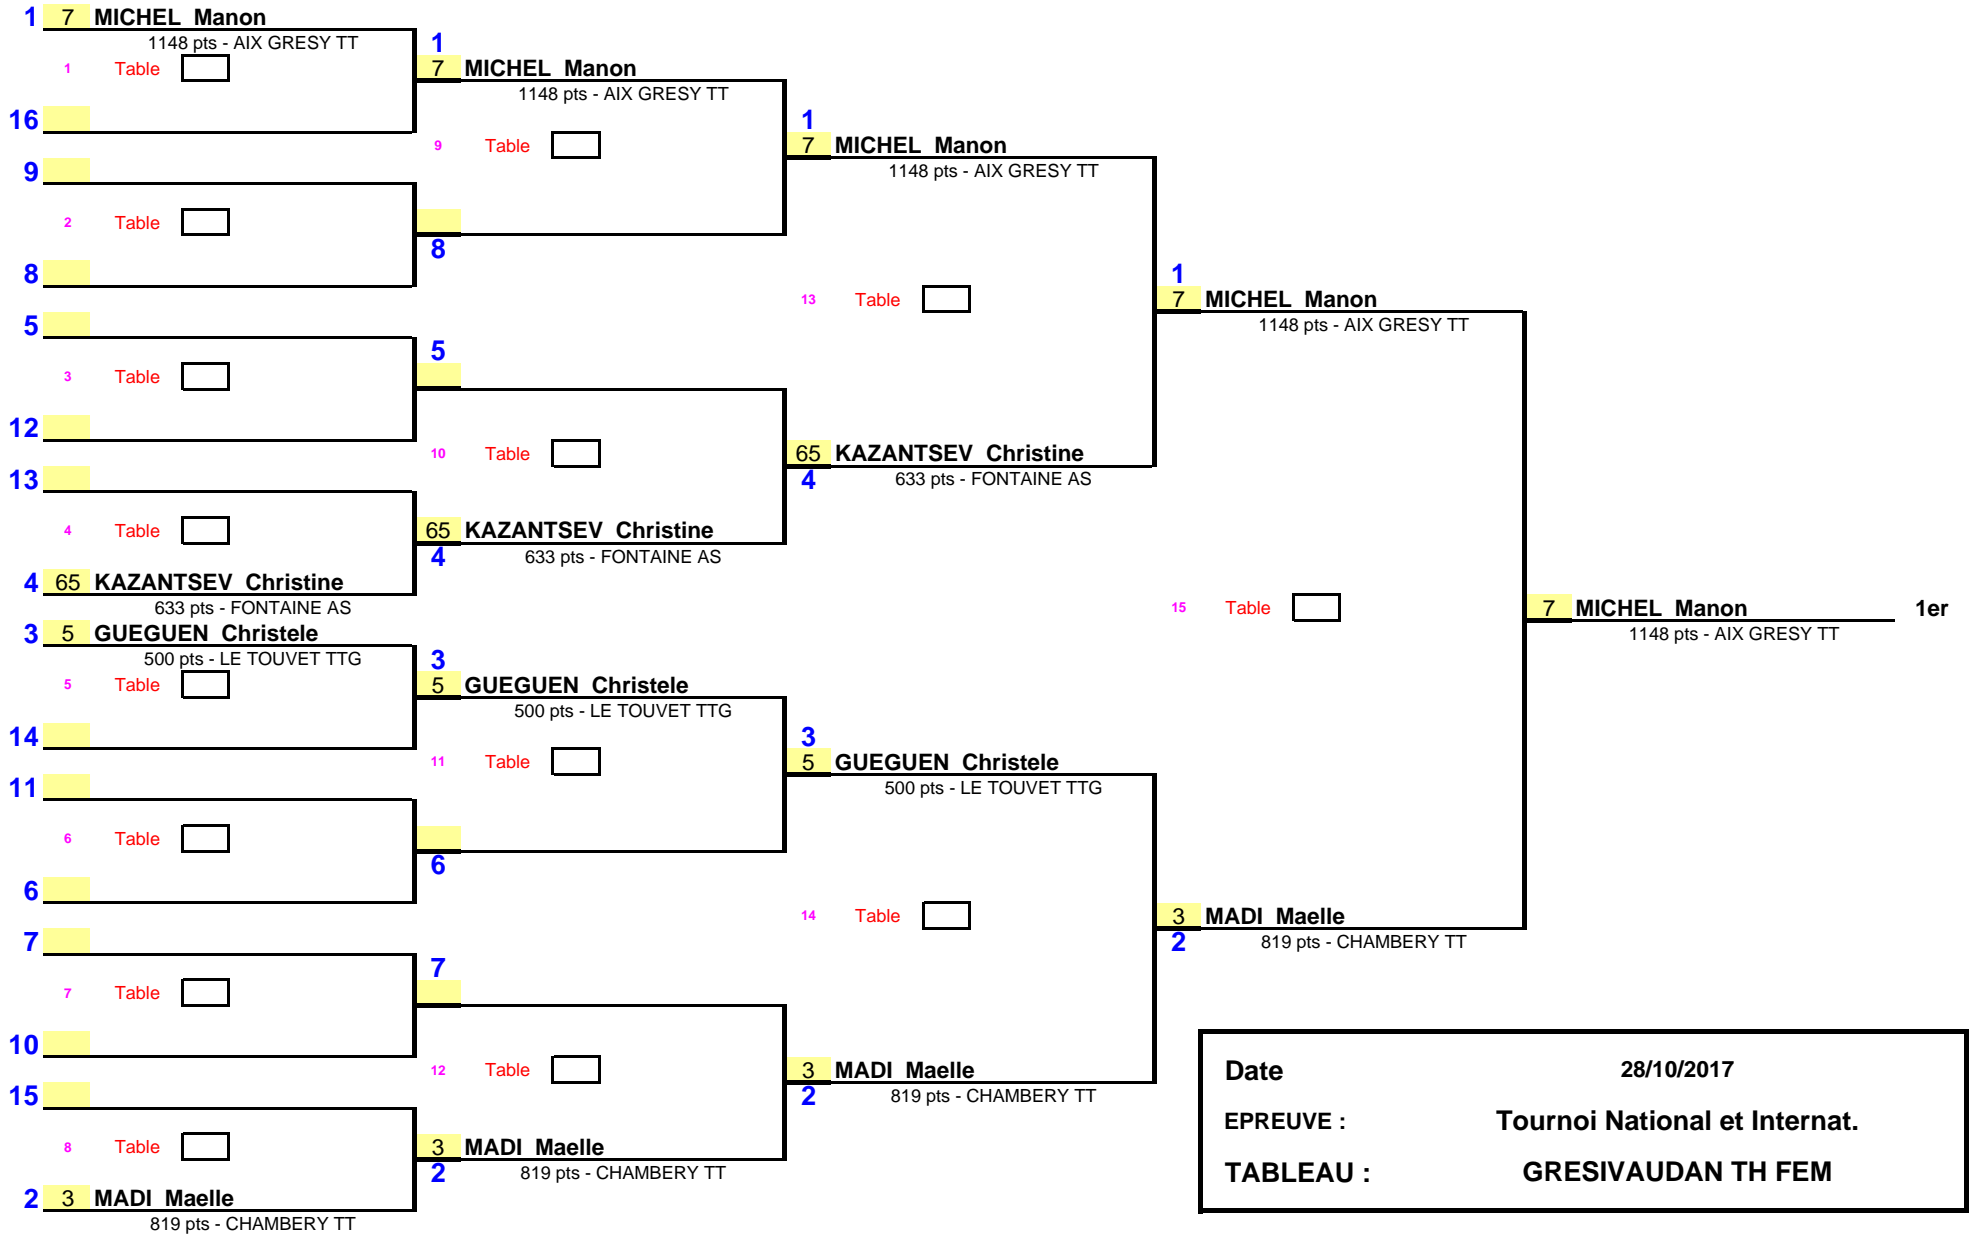 1 7 MICHEL Manon
1148 pts - AIX GRESY TT
1 Table
16
9
2 Table
8
5
3 Table
12
13
4 Table
4 65 KAZANTSEV Christine
633 pts - FONTAINE AS
3 5 GUEGUEN Christele
500 pts - LE TOUVET TTG
5 Table
14
11
6 Table
6
7
7 Table
10
15
8 Table
2 3 MADI Maelle
819 pts - CHAMBERY TT
1
7 MICHEL Manon
1148 pts - AIX GRESY TT
9 Table
8
5
10 Table
65 KAZANTSEV Christine
4 633 pts - FONTAINE AS
3
5 GUEGUEN Christele
500 pts - LE TOUVET TTG
11 Table
6
7
12 Table
3 MADI Maelle
2 819 pts - CHAMBERY TT
1
7 MICHEL Manon
1148 pts - AIX GRESY TT
13 Table
65 KAZANTSEV Christine
4 633 pts - FONTAINE AS
3
5 GUEGUEN Christele
500 pts - LE TOUVET TTG
14 Table
3 MADI Maelle
2 819 pts - CHAMBERY TT
1
7 MICHEL Manon
1148 pts - AIX GRESY TT
15 Table
3 MADI Maelle
2 819 pts - CHAMBERY TT
7 MICHEL Manon 1er
1148 pts - AIX GRESY TT
Date 28/10/2017
EPREUVE : Tournoi National et Internat.
TABLEAU : GRESIVAUDAN TH FEM